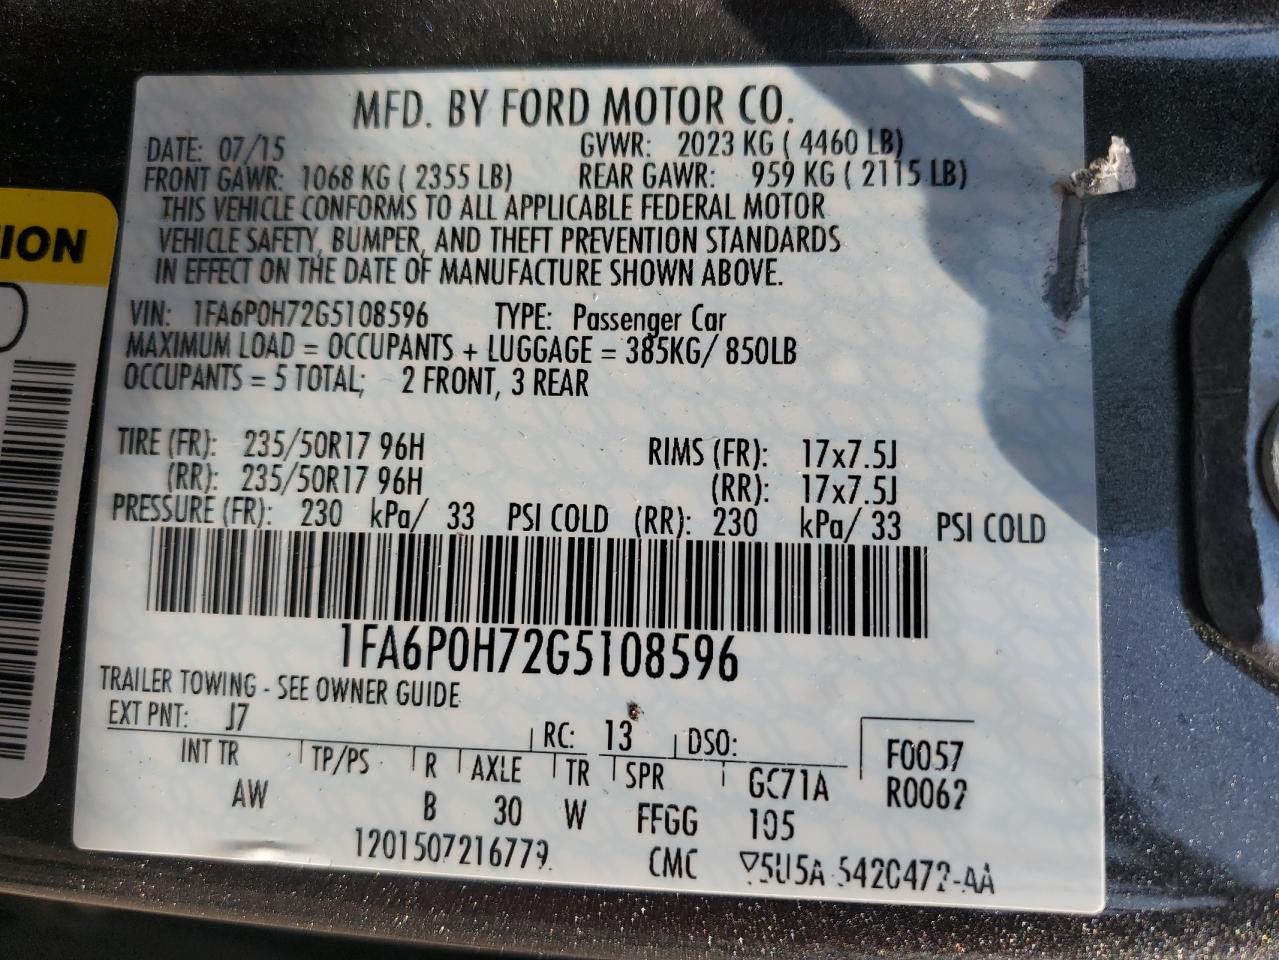 MFD. BY FORD MOTOR CO.
DATE: 07/15 GVWR: 2023 KG ( 4460 LB)
FRONT GAWR: 1068 KG ( 2355 LB) REAR GAWR: 959 KG ( 2115 LB)
THIS VEHICLE CONFORMS TO ALL APPLICABLE FEDERAL MOTOR
VEHICLE SAFETY, BUMPER, AND THEFT PREVENTION STANDARDS
IN EFFECT ON THE DATE OF MANUFACTURE SHOWN ABOVE.
VIN: 1FA6P0H72G5108596 TYPE: Passenger Car
MAXIMUM LOAD = OCCUPANTS + LUGGAGE = 385KG/ 850LB
OCCUPANTS = 5 TOTAL; 2 FRONT, 3 REAR
TIRE (FR): 235/50R17 96H RIMS (FR): 17x7.5J
(RR): 235/50R17 96H (RR): 17x7.5J
PRESSURE (FR): 230 kPa/ 33 PSI COLD (RR): 230 kPa/ 33 PSI COLD
1FA6P0H72G5108596
TRAILER TOWING - SEE OWNER GUIDE
EXT PNT: J7 RC: 13 DSO: F0057
INT TR TP/PS R AXLE TR SPR GC71A R0062
AW B 30 W FFGG 105
1201507216779 CMC ▽5U5A-5420472-AA